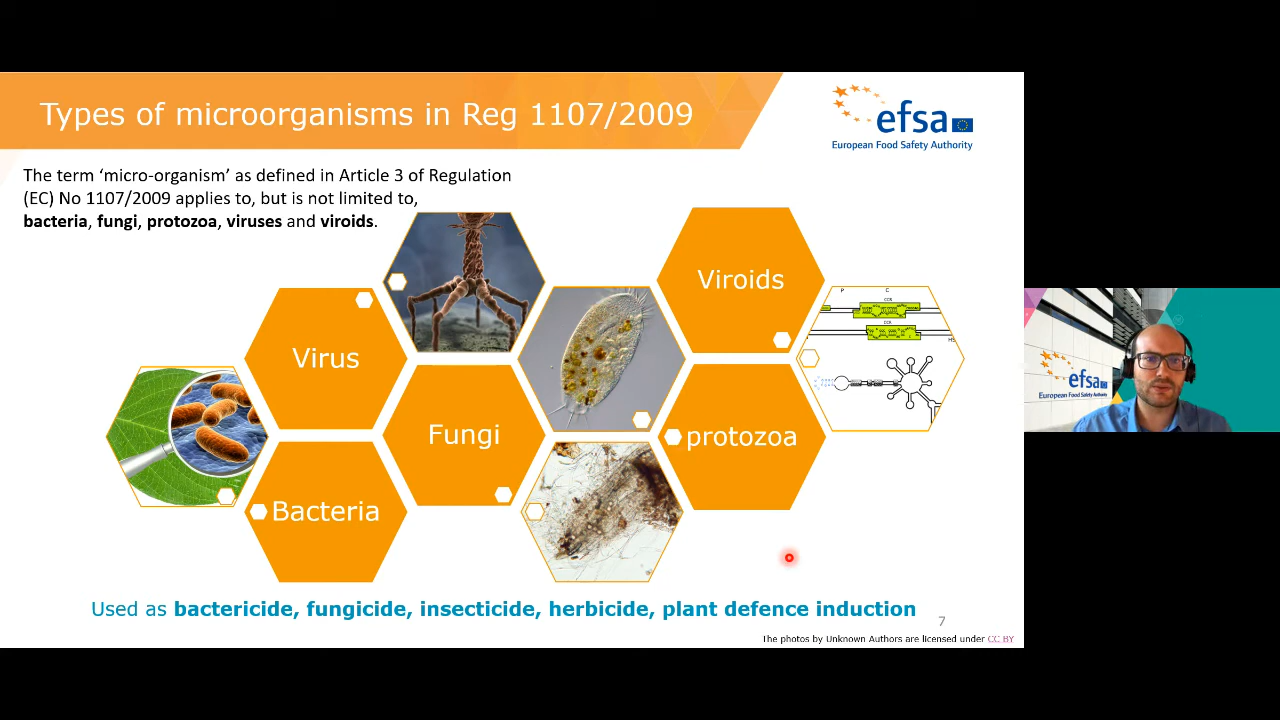 Types of microorganisms in Reg 1107/2009
efsa
European Food Safety Authority
The term ‘micro-organism’ as defined in Article 3 of Regulation
(EC) No 1107/2009 applies to, but is not limited to,
bacteria, fungi, protozoa, viruses and viroids.
Viroids
P C
CCR
CCR
Virus
Fungi
protozoa
Bacteria
efsa
European Food Safety Authority
Used as bactericide, fungicide, insecticide, herbicide, plant defence induction
7
The photos by Unknown Authors are licensed under CC BY